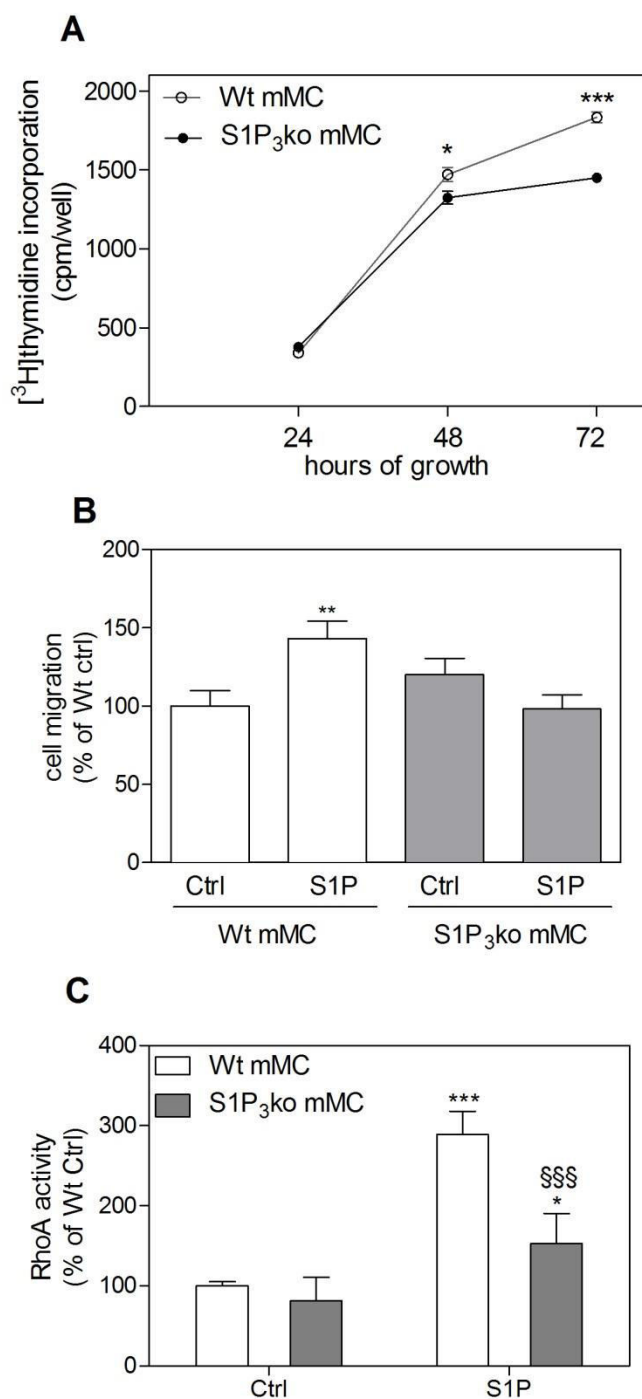 A
[³H]thymidine incorporation
(cpm/well)
2000
1500
1000
500
0
Wt mMC
S1P₃ko mMC
*
***
24 48 72
hours of growth
B
cell migration
(% of Wt ctrl)
200
150
100
50
0
**
Ctrl S1P Ctrl S1P
Wt mMC S1P₃ko mMC
C
RhoA activity
(% of Wt Ctrl)
400
300
200
100
0
Wt mMC
S1P₃ko mMC
***
§§§
*
Ctrl S1P